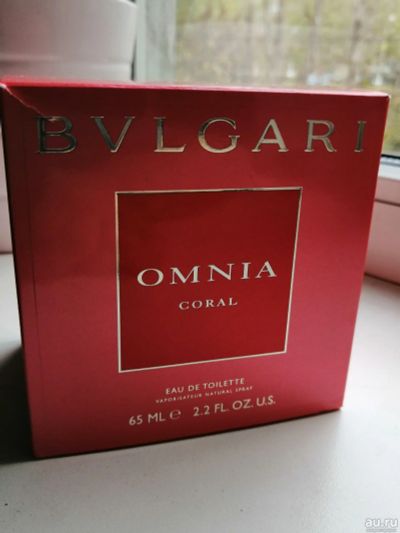 BVLGARI
OMNIA
CORAL
EAU DE TOILETTE
VAPORISATEUR NATURAL SPRAY
65 ML ℮ 2.2 FL. OZ. U.S.
au.ru